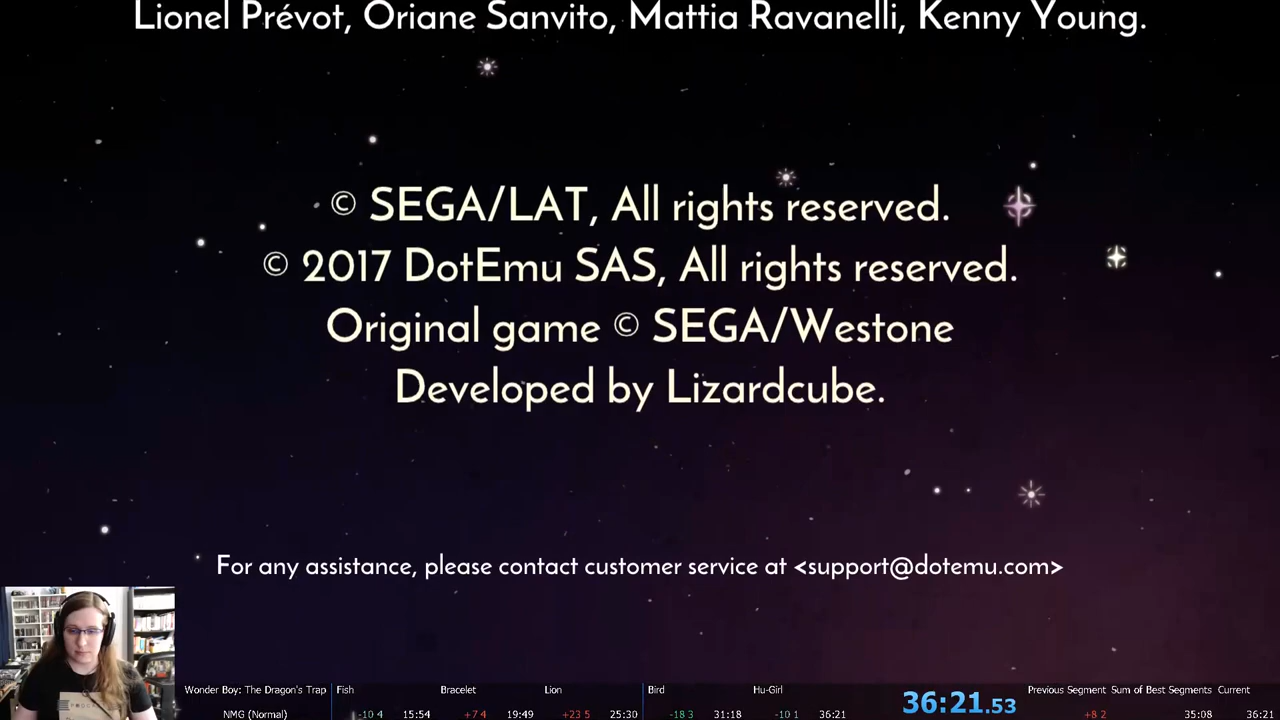 Lionel Prévot, Oriane Sanvito, Mattia Ravanelli, Kenny Young.
© SEGA/LAT, All rights reserved.
© 2017 DotEmu SAS, All rights reserved.
Original game © SEGA/Westone
Developed by Lizardcube.
For any assistance, please contact customer service at <support@dotemu.com>
Wonder Boy: The Dragon's Trap Fish Bracelet Lion Bird Hu-Girl 36:21.53 Previous Segment Sum of Best Segments Current
NMG (Normal) -10 4 15:54 +7 4 19:49 +23 5 25:30 -18 3 31:18 -10 1 36:21 +8 2 35:08 36:21